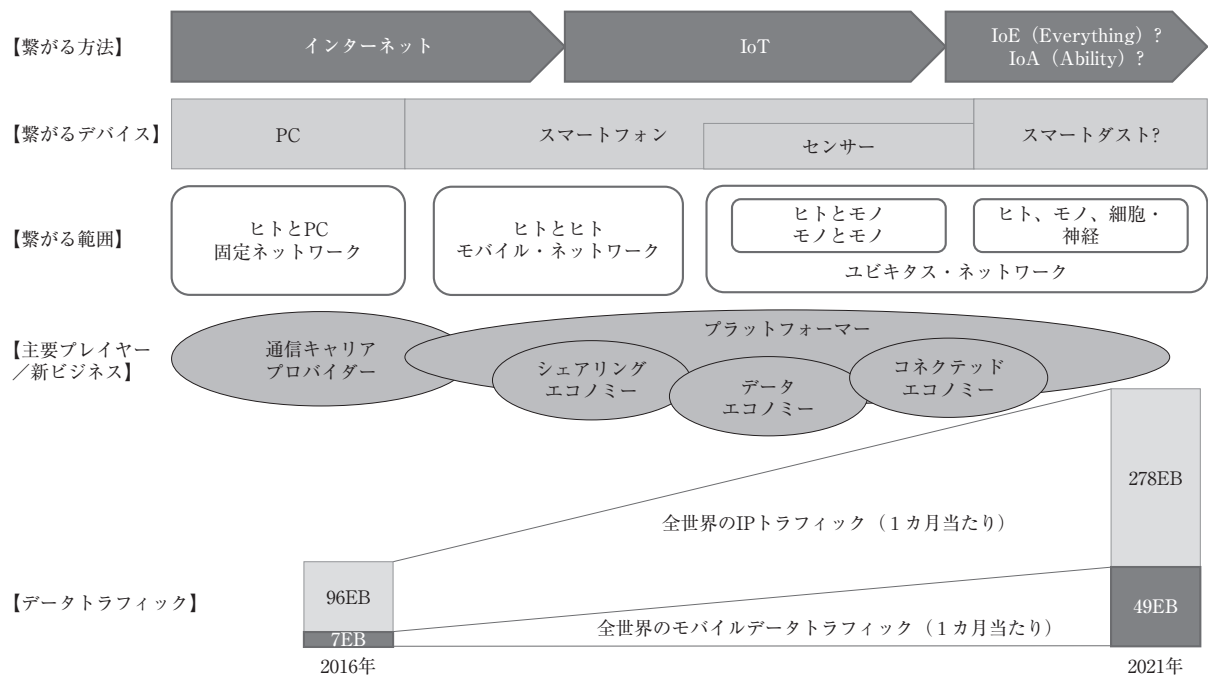 【繋がる方法】
インターネット
IoT
IoE（Everything）?
IoA（Ability）?
【繋がるデバイス】
PC
スマートフォン
センサー
スマートダスト?
【繋がる範囲】
ヒトとPC
固定ネットワーク
ヒトとヒト
モバイル・ネットワーク
ヒトとモノ
モノとモノ
ヒト、モノ、細胞・
神経
ユビキタス・ネットワーク
【主要プレイヤー
／新ビジネス】
通信キャリア
プロバイダー
プラットフォーマー
シェアリング
エコノミー
データ
エコノミー
コネクテッド
エコノミー
278EB
全世界のIPトラフィック（１カ月当たり）
【データトラフィック】
96EB
7EB
49EB
全世界のモバイルデータトラフィック（１カ月当たり）
2016年
2021年